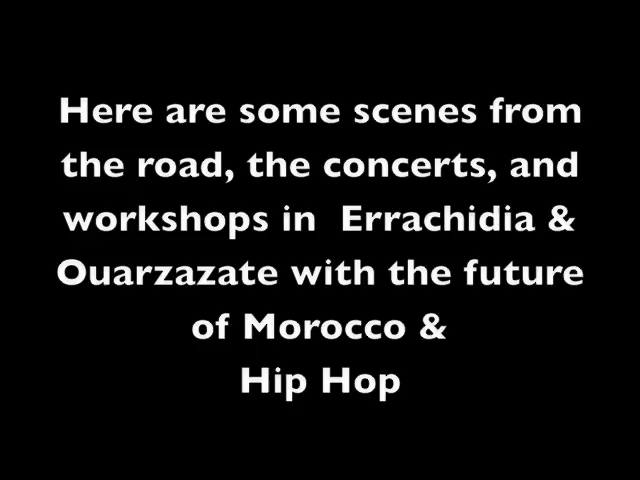 Here are some scenes from
the road, the concerts, and
workshops in  Errachidia &
Ouarzazate with the future
of Morocco &
Hip Hop